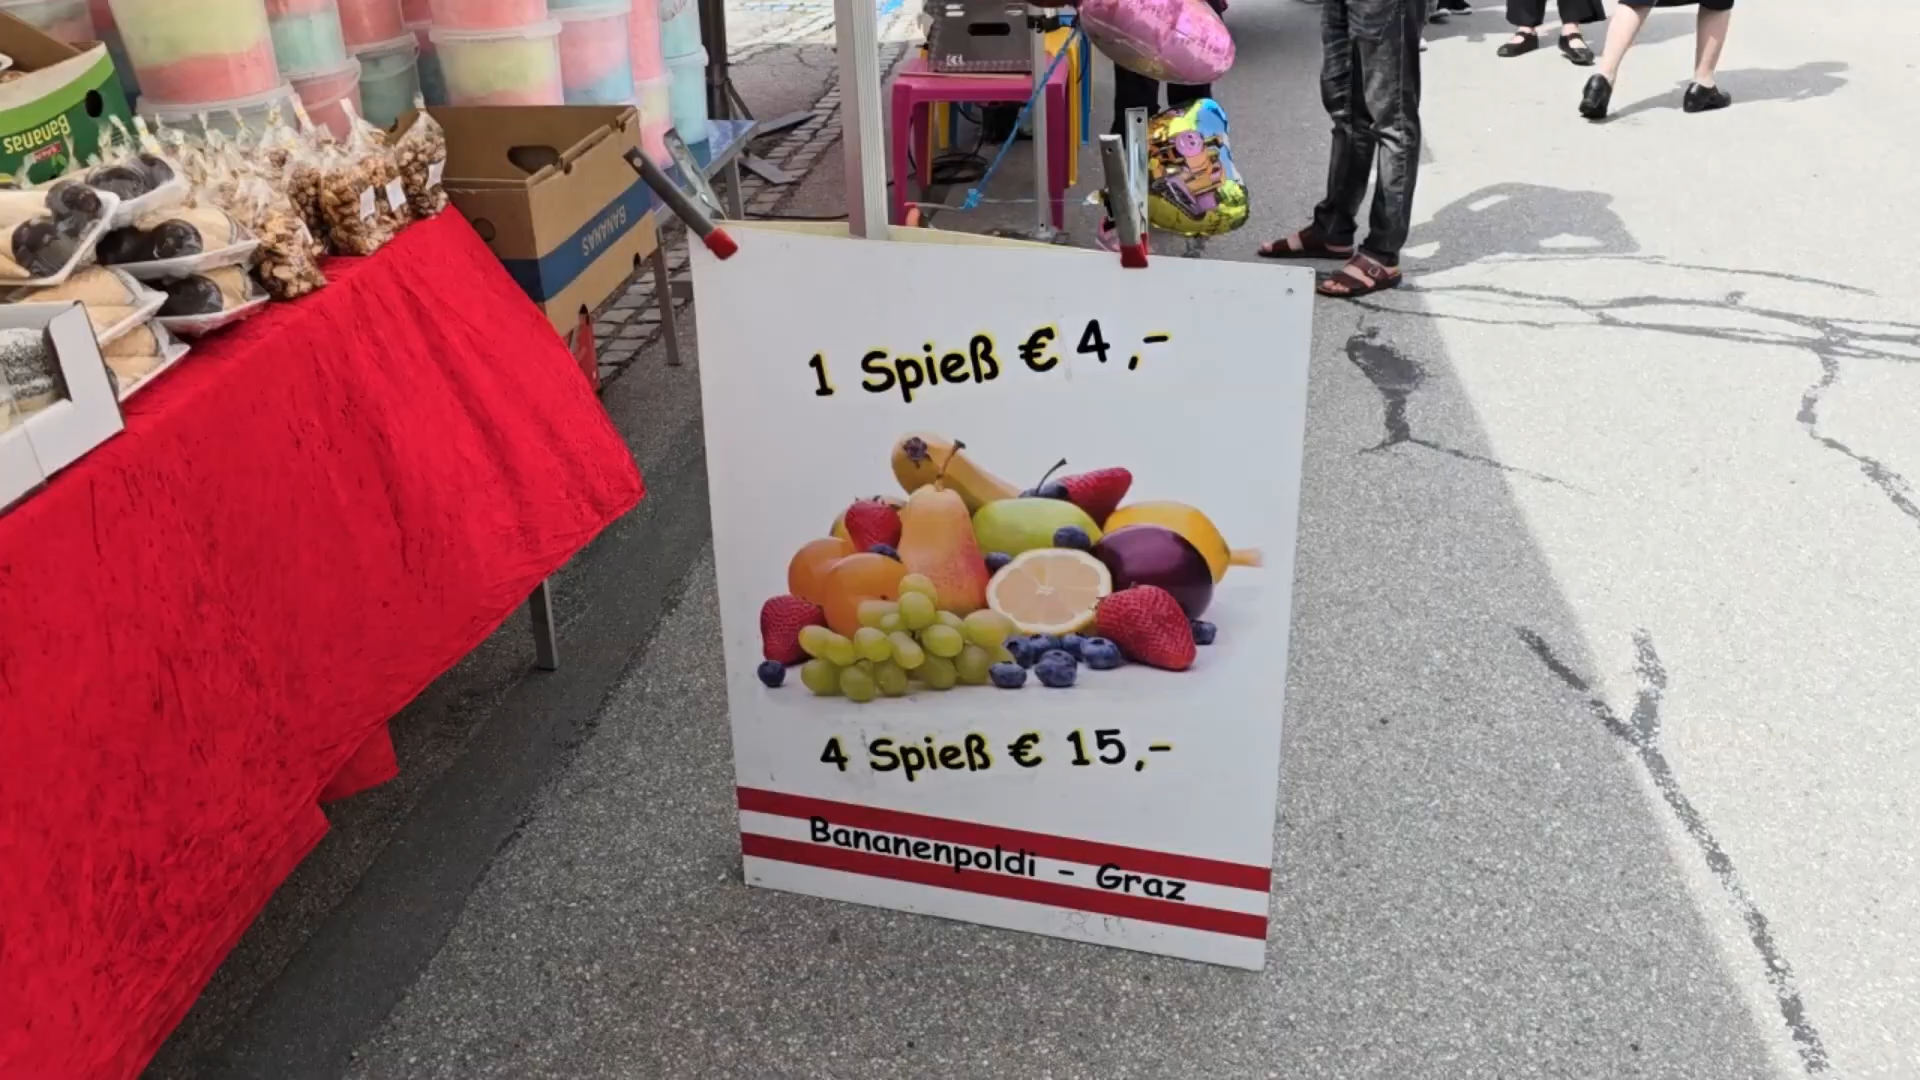 Bananas
BANANAS
1 Spieß € 4,-
4 Spieß € 15,-
Bananenpoldi - Graz